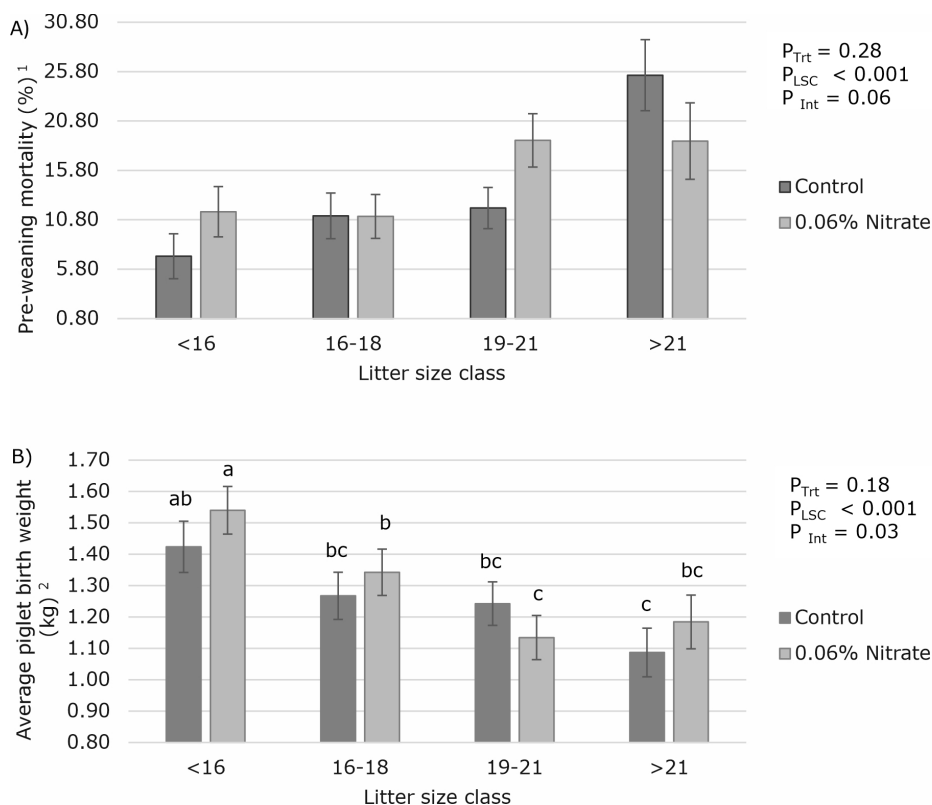 A)
Pre-weaning mortality (%) 1
30.80
25.80
20.80
15.80
10.80
5.80
0.80
<16
16-18
19-21
>21
Litter size class
PTrt = 0.28
PLSC < 0.001
P Int = 0.06
Control
0.06% Nitrate
B)
Average piglet birth weight
(kg) 2
1.70
1.60
1.50
1.40
1.30
1.20
1.10
1.00
0.90
0.80
ab
a
bc
b
bc
c
c
bc
<16
16-18
19-21
>21
Litter size class
PTrt = 0.18
PLSC < 0.001
P Int = 0.03
Control
0.06% Nitrate